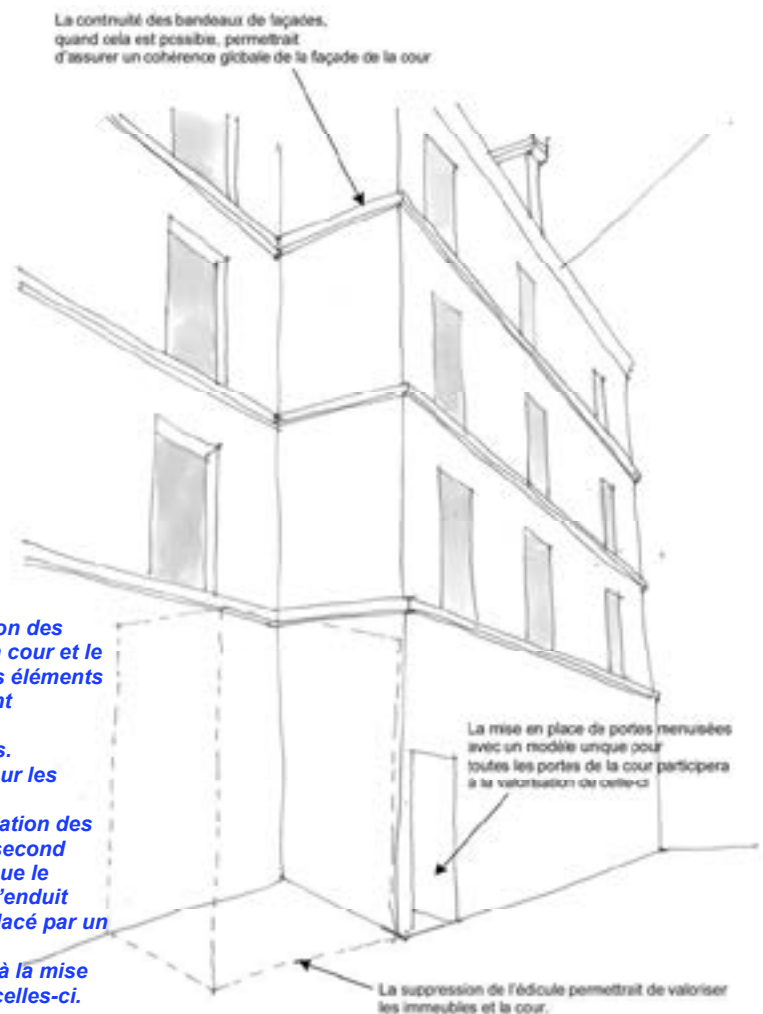 La continuité des bandeaux de façades,
quand cela est possible, permettrait
d'assurer un cohérence globale de la façade de la cour
on des
cour et le
s éléments
nt
s.
ur les
ation des
second
ue le
'enduit
lacé par un
à la mise
celles-ci.
La mise en place de portes menuisées
avec un modèle unique pour
toutes les portes de la cour participera
à la valorisation de celle-ci
La suppression de l'édicule permettrait de valoriser
les immeubles et la cour.